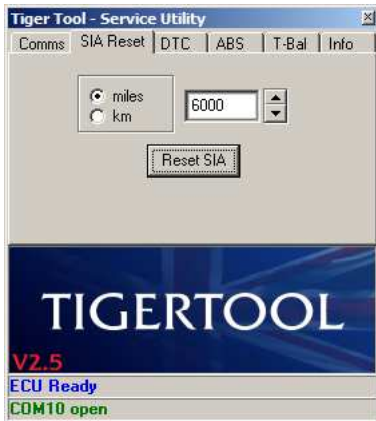 Tiger Tool - Service Utility
Comms SIA Reset DTC ABS T-Bal Info
miles
6000
km
Reset SIA
TIGERTOOL
V2.5
ECU Ready
COM10 open